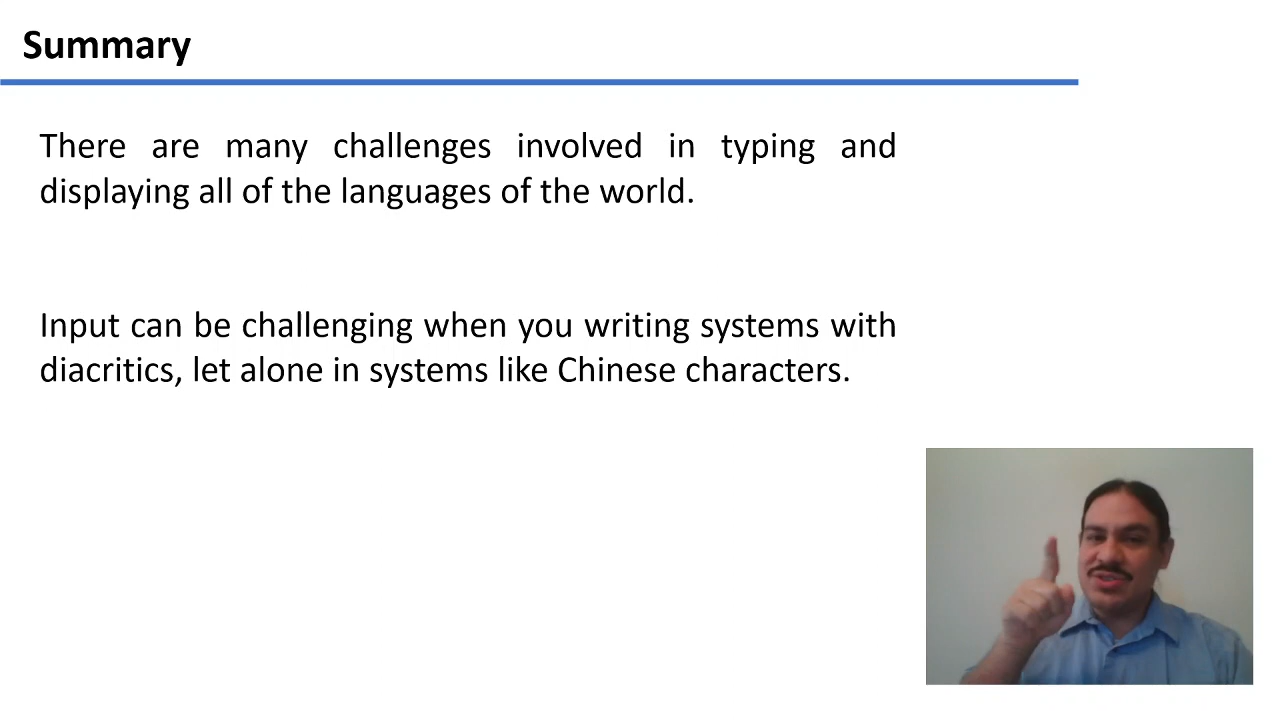 Summary
There are many challenges involved in typing and
displaying all of the languages of the world.
Input can be challenging when you writing systems with
diacritics, let alone in systems like Chinese characters.